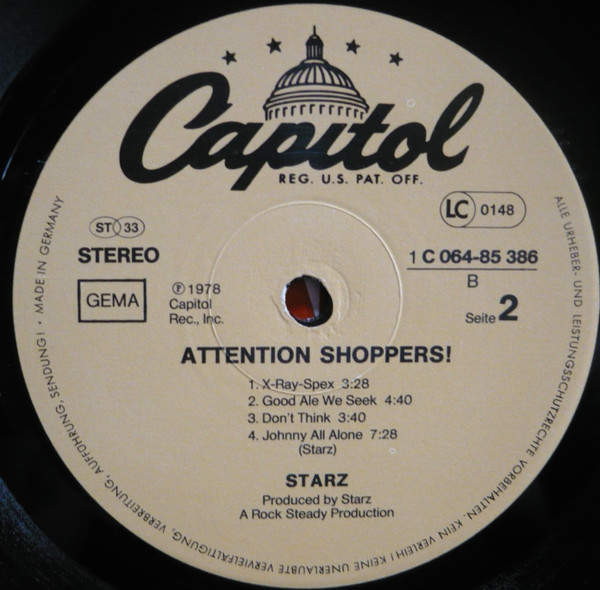 Capitol
REG. U.S. PAT. OFF.
LC 0148
ST 33
STEREO
1 C 064-85 386
B
GEMA
Ⓟ 1978
Capitol
Rec., Inc.
Seite 2
ATTENTION SHOPPERS!
1. X-Ray-Spex 3:28
2. Good Ale We Seek 4:40
3. Don't Think 3:40
4. Johnny All Alone 7:28
(Starz)
STARZ
Produced by Starz
A Rock Steady Production
ALLE URHEBER- UND LEISTUNGSSCHUTZRECHTE VORBEHALTEN. KEIN VERLEIH! KEINE UNERLAUBTE VERVIELFÄLTIGUNG, VERBREITUNG, AUFFÜHRUNG, SENDUNG! · MADE IN GERMANY